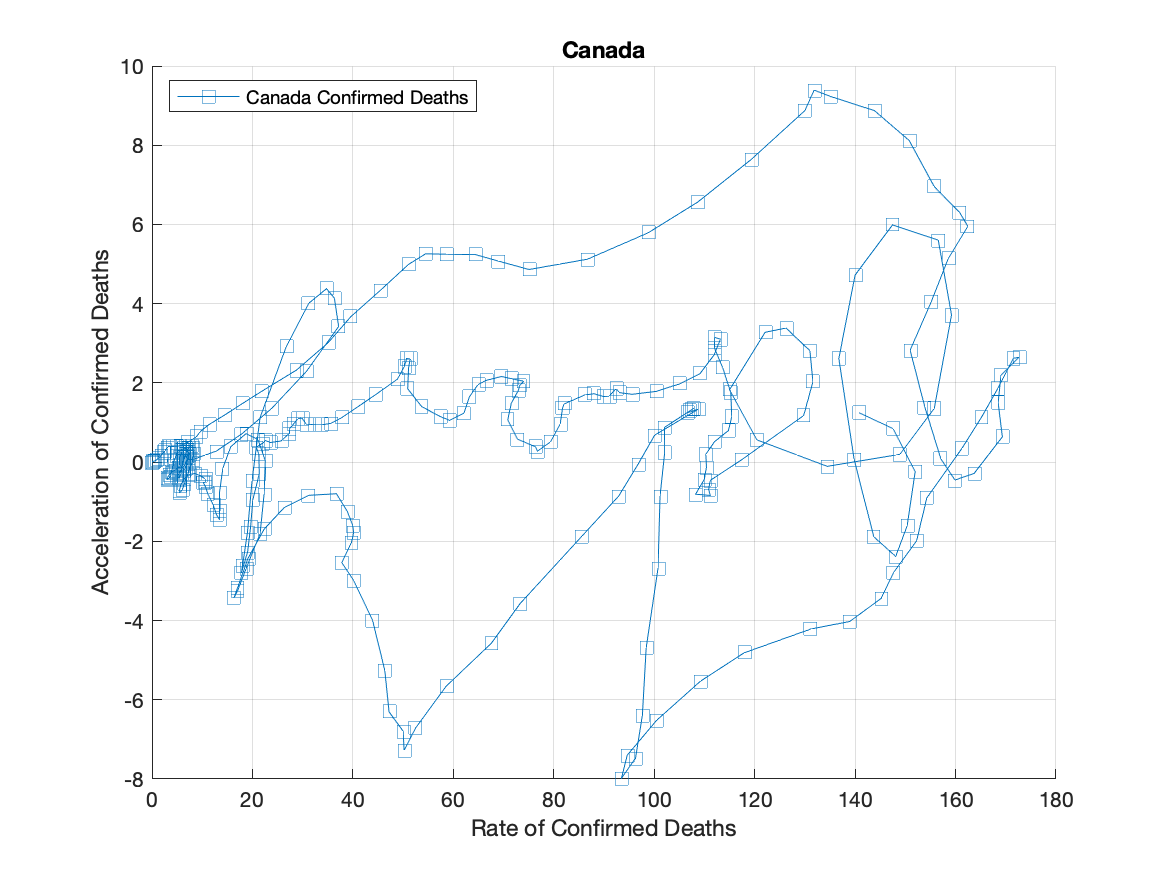 Canada
Canada Confirmed Deaths
10
8
6
4
2
0
-2
-4
-6
-8
Acceleration of Confirmed Deaths
0 20 40 60 80 100 120 140 160 180
Rate of Confirmed Deaths